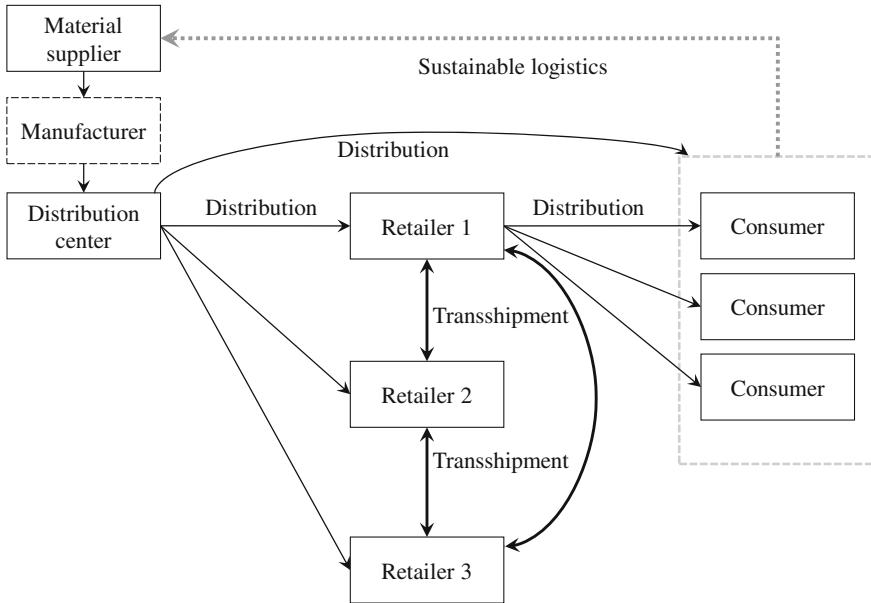 Material
supplier
Sustainable logistics
Manufacturer
Distribution
Distribution
center
Distribution
Retailer 1
Distribution
Consumer
Transshipment
Consumer
Retailer 2
Consumer
Transshipment
Retailer 3